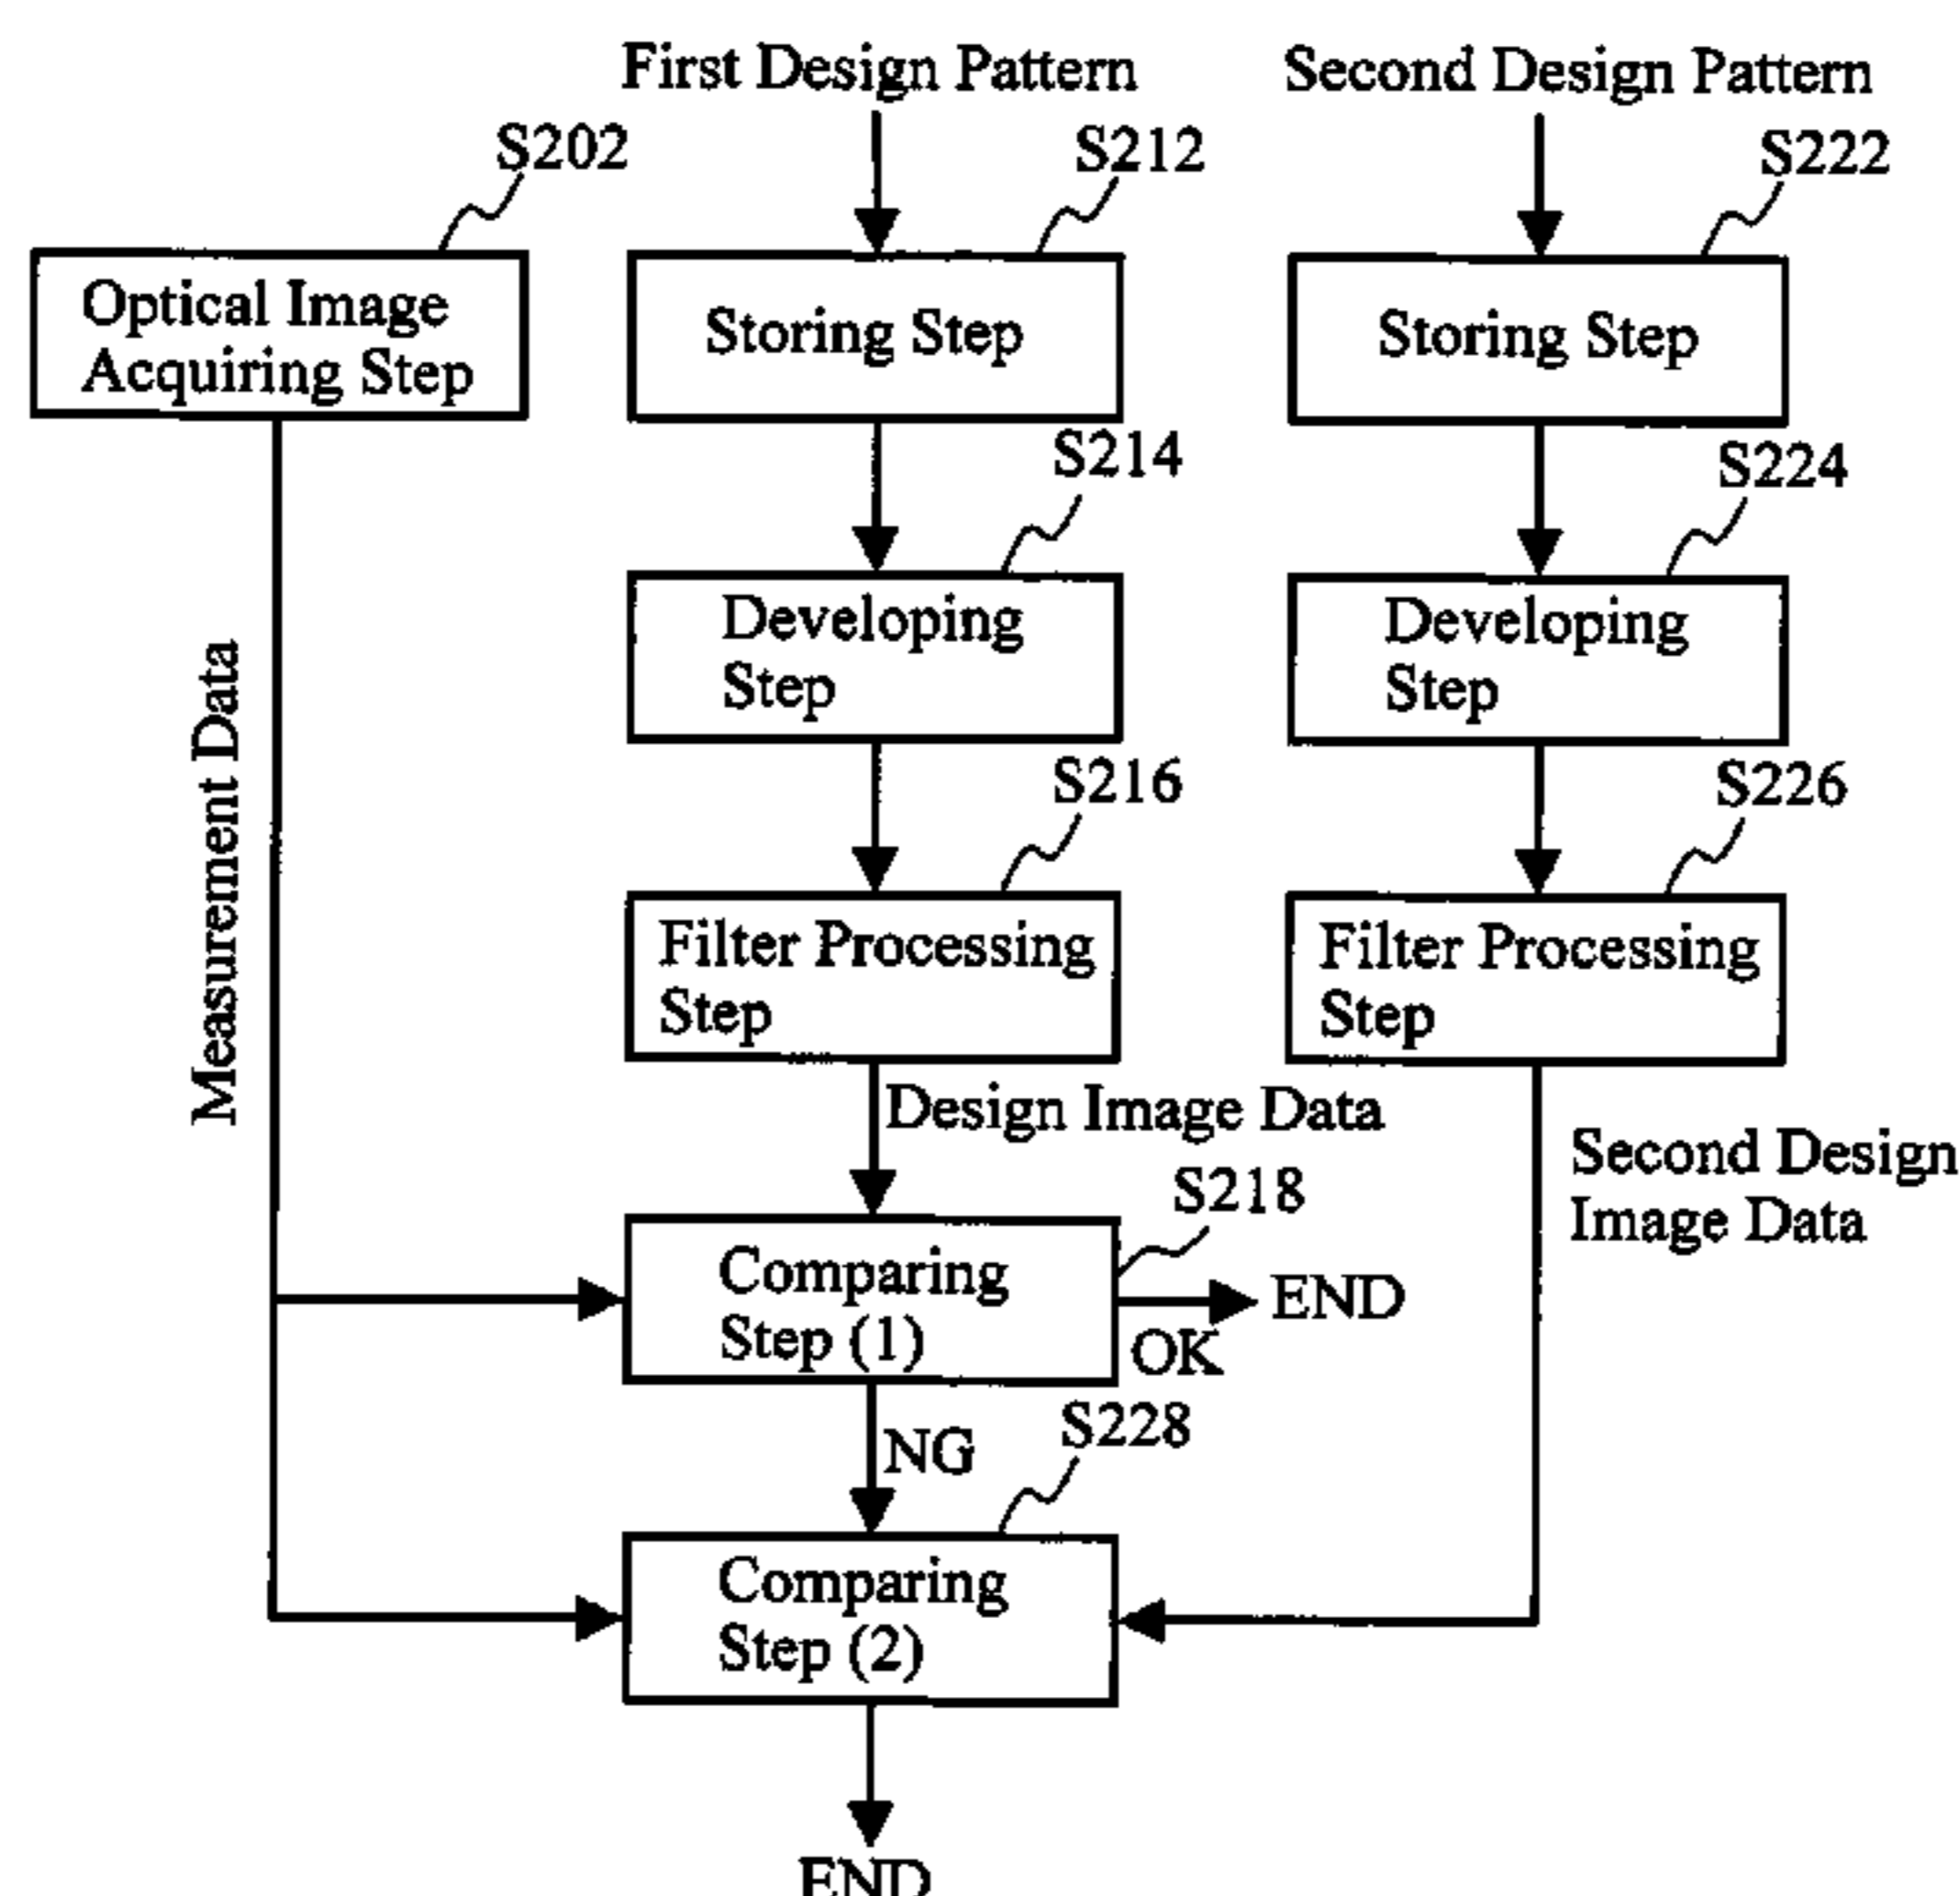 First Design Pattern
Second Design Pattern
S202
S212
S222
Optical Image
Acquiring Step
Storing Step
Storing Step
S214
S224
Developing
Step
Developing
Step
S216
S226
Measurement Data
Filter Processing
Step
Filter Processing
Step
Design Image Data
Second Design
Image Data
S218
Comparing
Step (1)
END
OK
NG
S228
Comparing
Step (2)
END